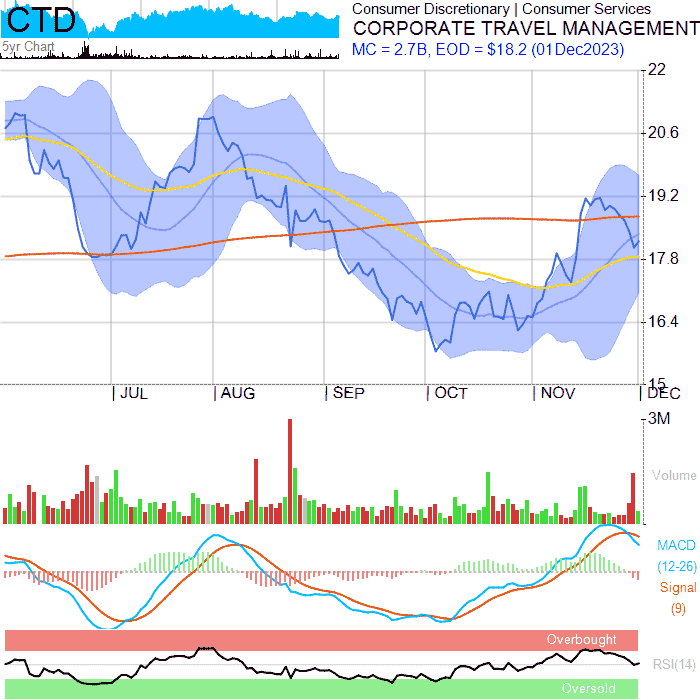 CTD
5yr Chart
Consumer Discretionary | Consumer Services
CORPORATE TRAVEL MANAGEMENT
MC = 2.7B, EOD = $18.2 (01Dec2023)
22
20.6
19.2
17.8
16.4
15
JUL AUG SEP OCT NOV DEC
3M
Volume
MACD
(12-26)
Signal
(9)
Overbought
RSI(14)
Oversold